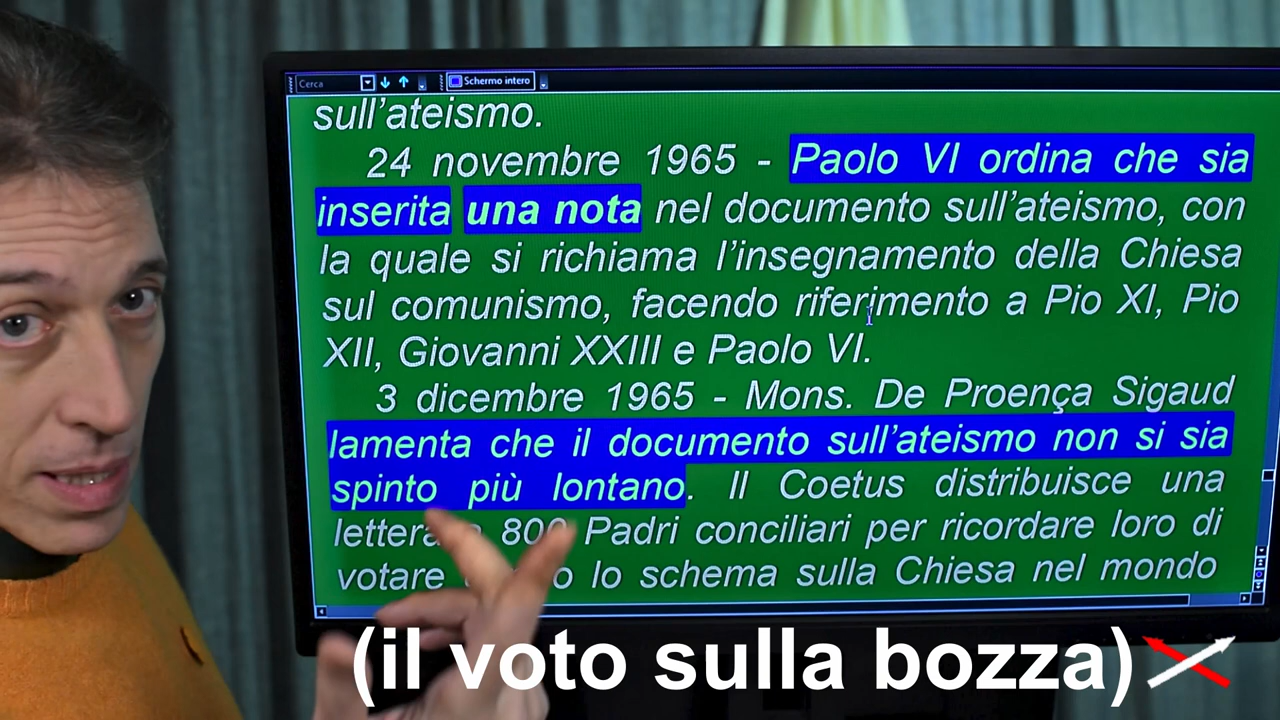 Cerca
Schermo intero
sull'ateismo.
24 novembre 1965 - Paolo VI ordina che sia
inserita una nota nel documento sull'ateismo, con
la quale si richiama l'insegnamento della Chiesa
sul comunismo, facendo riferimento a Pio XI, Pio
XII, Giovanni XXIII e Paolo VI.
3 dicembre 1965 - Mons. De Proença Sigaud
lamenta che il documento sull'ateismo non si sia
spinto più lontano. Il Coetus distribuisce una
800 Padri conciliari per ricordare loro di
votare lo schema sulla Chiesa nel mondo
(il voto sulla bozza)